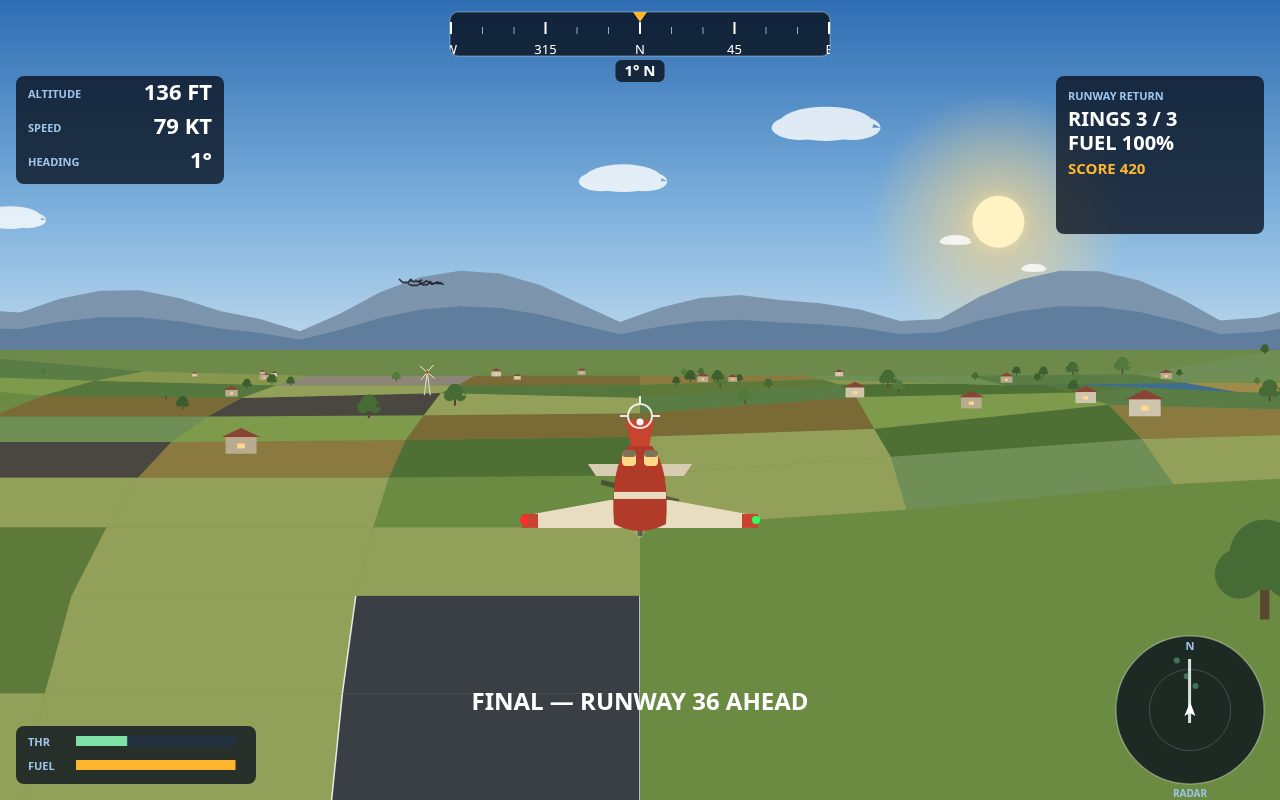 W 315 N 45 E
1° N
ALTITUDE 136 FT
SPEED 79 KT
HEADING 1°
RUNWAY RETURN
RINGS 3 / 3
FUEL 100%
SCORE 420
FINAL — RUNWAY 36 AHEAD
THR
FUEL
N
RADAR